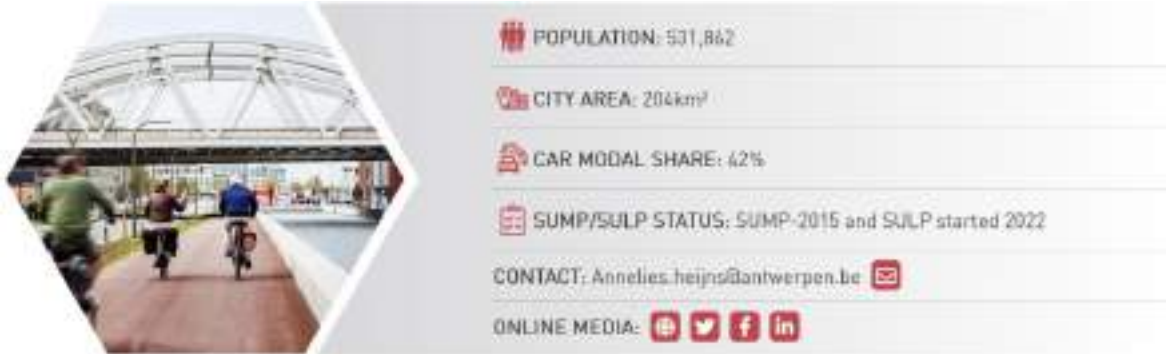 POPULATION: 531,862
CITY AREA: 204km²
CAR MODAL SHARE: 42%
SUMP/SULP STATUS: SUMP-2015 and SULP started 2022
CONTACT: Annelies.heijns@antwerpen.be
ONLINE MEDIA: